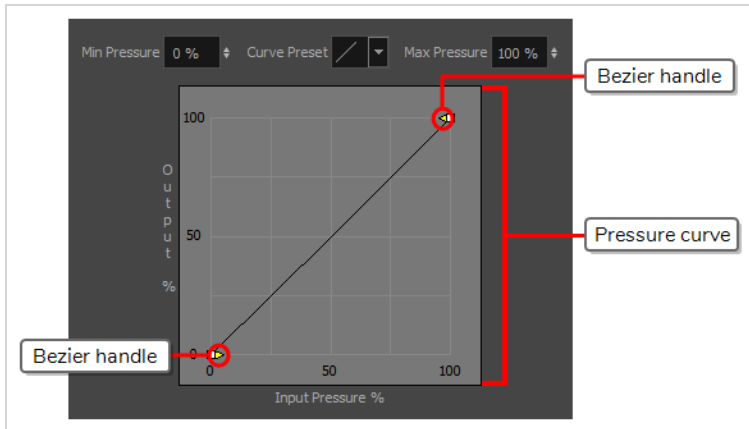 Min Pressure 0 % Curve Preset Max Pressure 100 %
Bezier handle
100
Output %
50
Pressure curve
Bezier handle
0
0 50 100
Input Pressure %